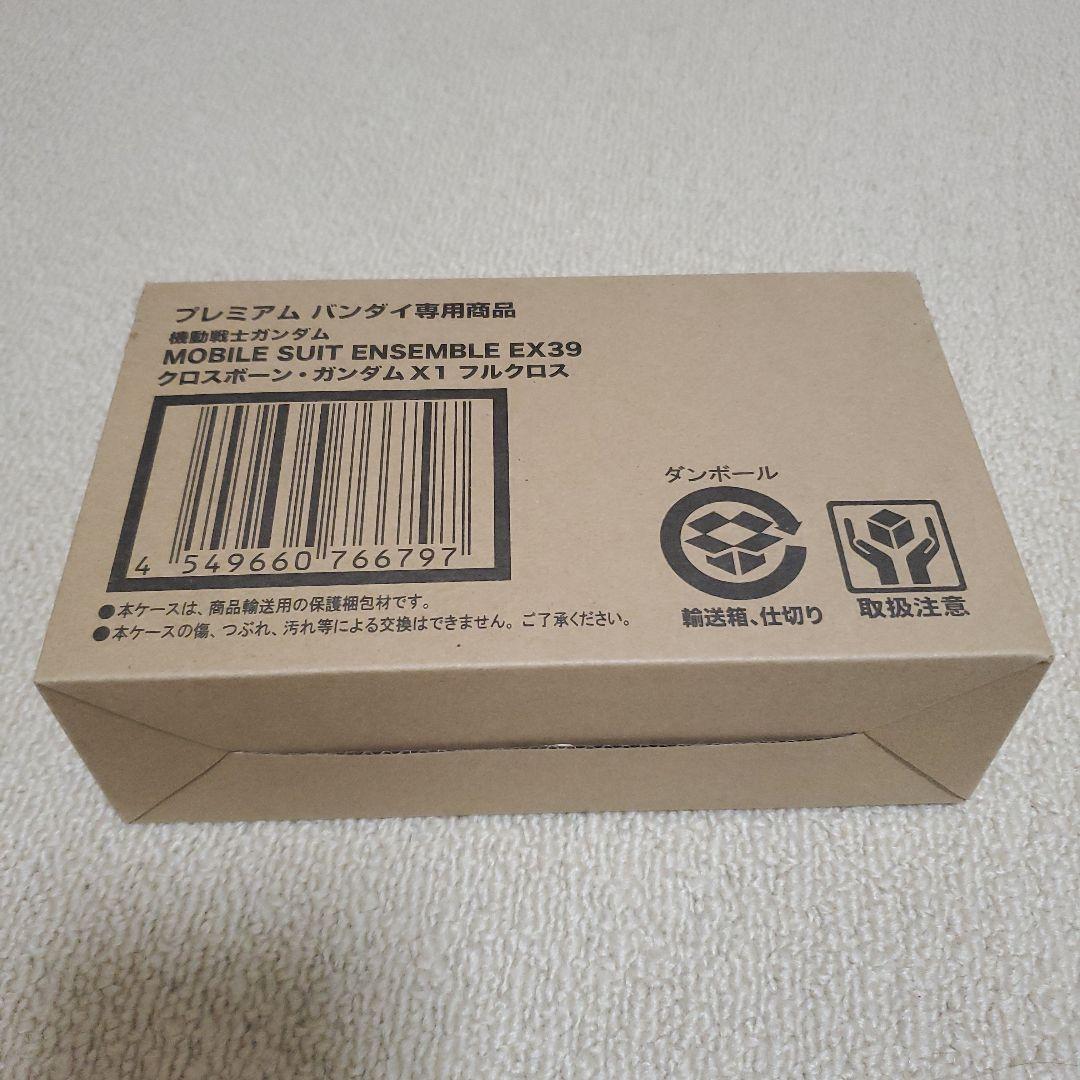 プレミアム バンダイ専用商品
機動戦士ガンダム
MOBILE SUIT ENSEMBLE EX39
クロスボーン・ガンダムX1 フルクロス
4 549660 766797
●本ケースは、商品輸送用の保護梱包材です。
●本ケースの傷、つぶれ、汚れ等による交換はできません。ご了承ください。
ダンボール
輸送箱、仕切り
取扱注意